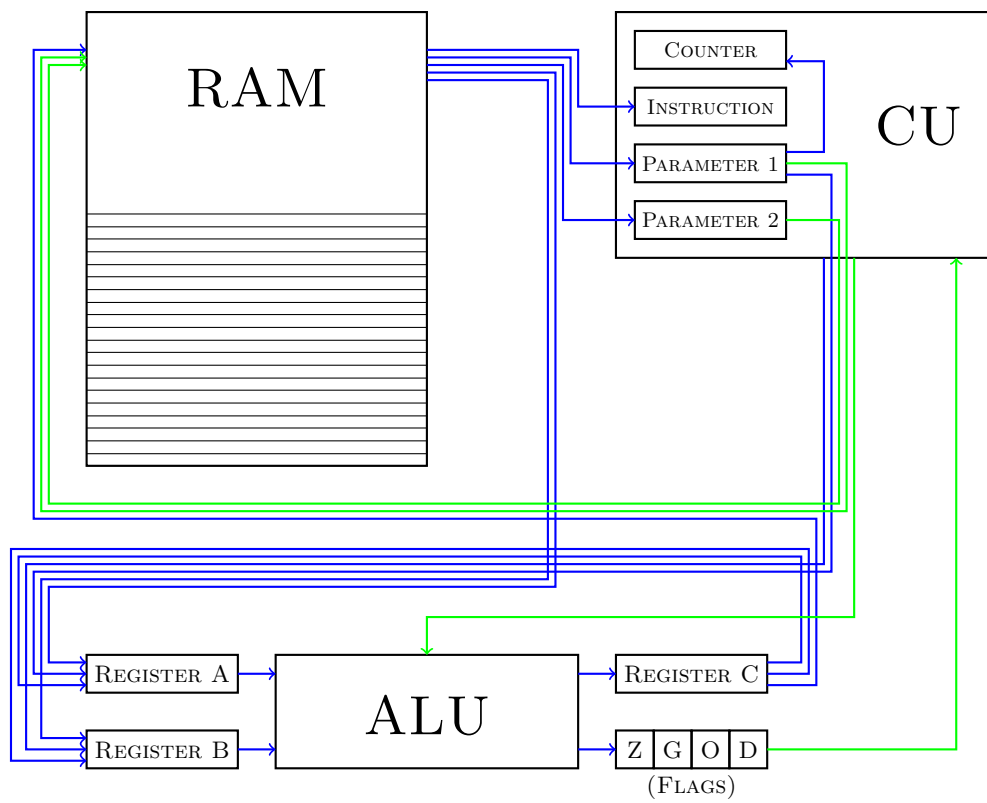 RAM
COUNTER
INSTRUCTION
CU
PARAMETER 1
PARAMETER 2
REGISTER A
REGISTER C
ALU
REGISTER B
Z G O D
(FLAGS)